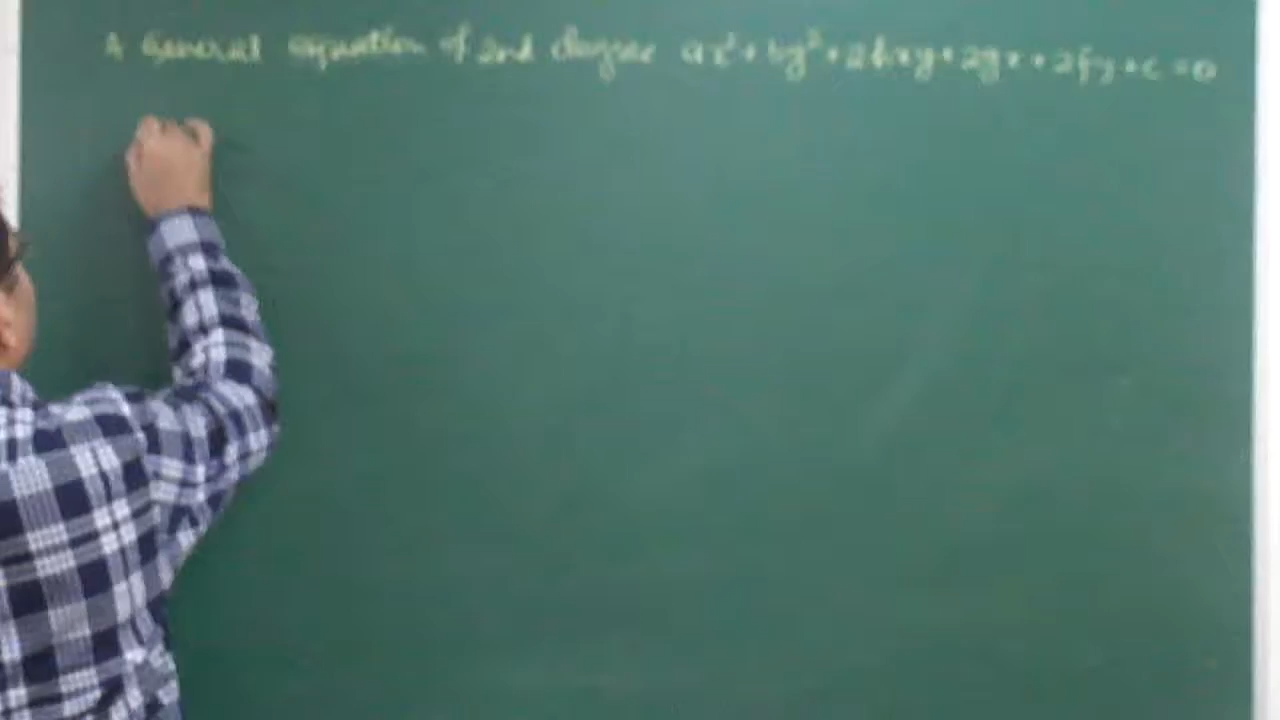 A General equation of 2nd degree ax²+by²+2hxy+2gx+2fy+c=0